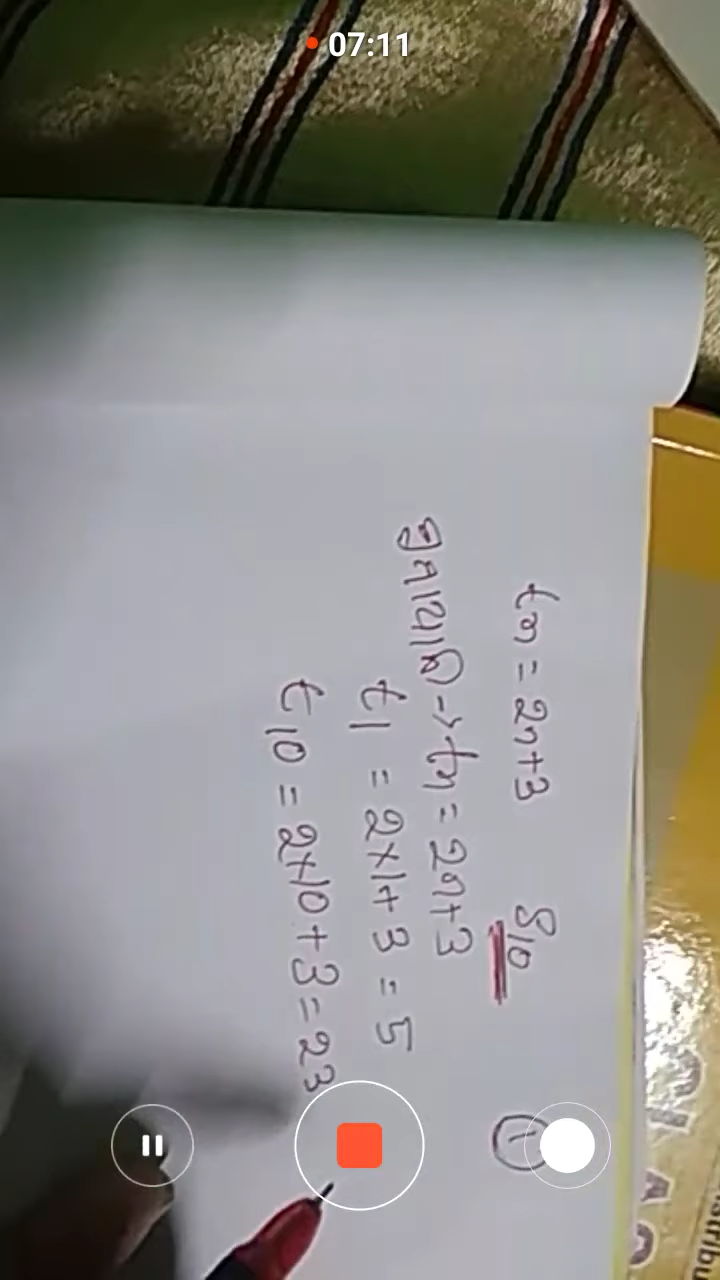 07:11
tn = 2n+3 S10 1
tn = 2n+3
t1 = 2×1+3 = 5
t10 = 2×10+3=23